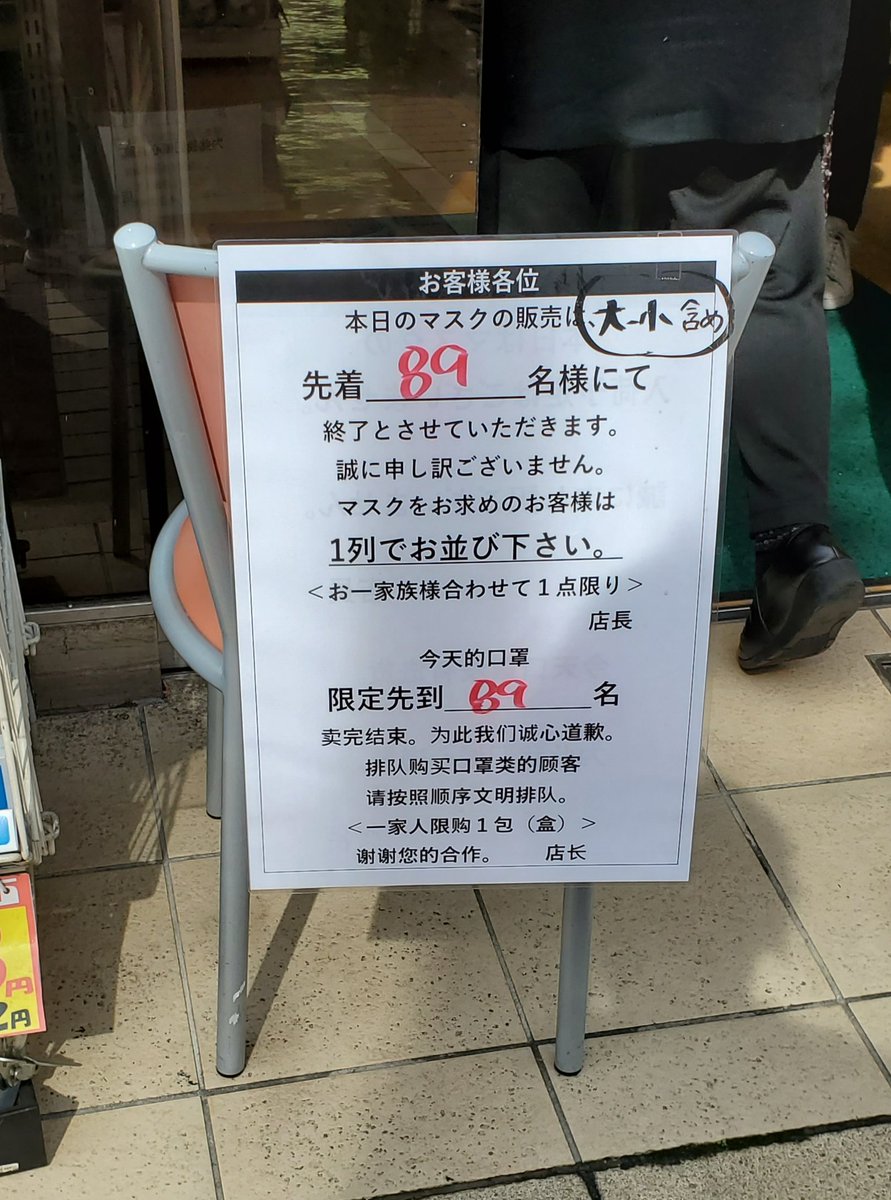 お客様各位
本日のマスクの販売は、大小含め
先着 89 名様にて
終了とさせていただきます。
誠に申し訳ございません。
マスクをお求めのお客様は
1列でお並び下さい。
<お一家族様合わせて1点限り>
店長
今天的口罩
限定先到 89 名
卖完结束。为此我们诚心道歉。
排队购买口罩类的顾客
请按照顺序文明排队。
<一家人限购1包（盒）>
谢谢您的合作。 店长
円
2円